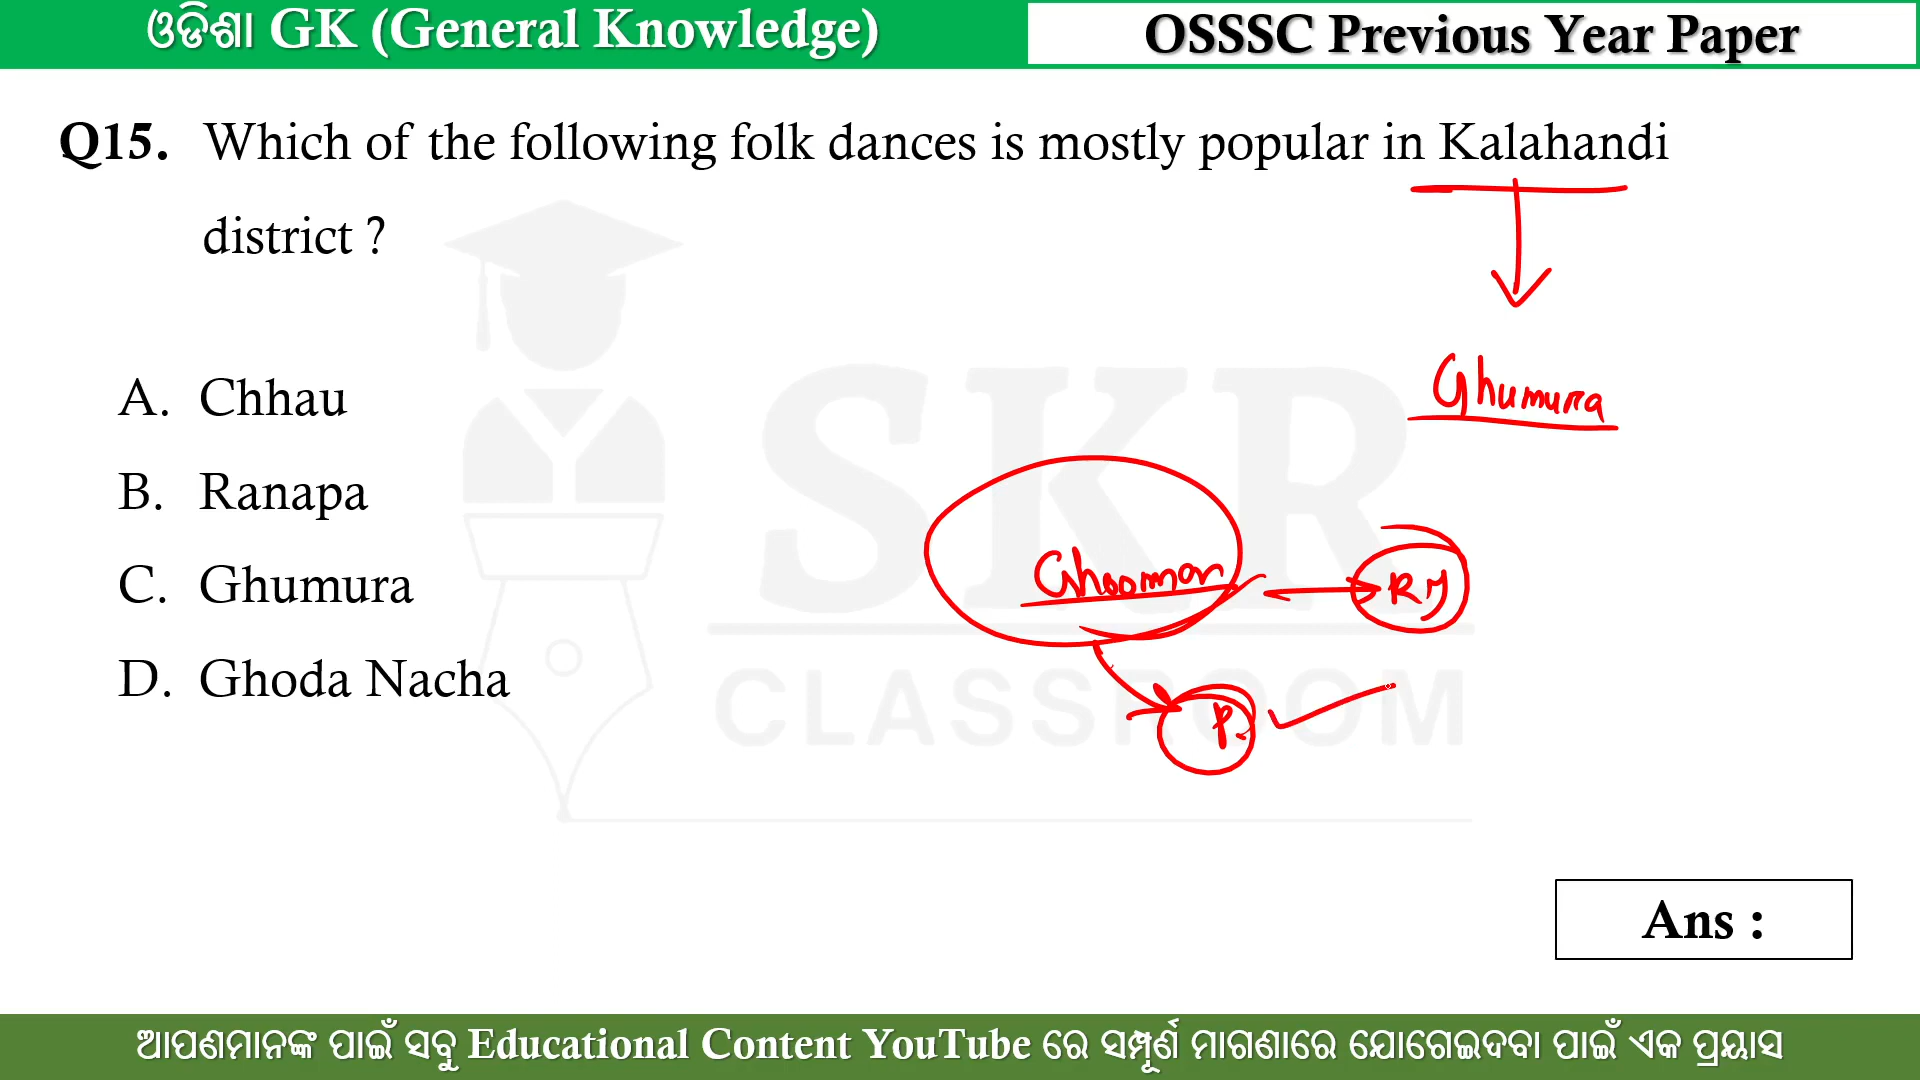 ଓଡିଶା GK (General Knowledge)
OSSSC Previous Year Paper
Q15. Which of the following folk dances is mostly popular in Kalahandi
district ?
Ghumura
A. Chhau
B. Ranapa
C. Ghumura
D. Ghoda Nacha
Ghoomar
RJ
P.
SKR
CLASSROOM
Ans :
ଆପଣମାନଙ୍କ ପାଇଁ ସବୁ Educational Content YouTube ରେ ସମ୍ପୂର୍ଣ ମାଗଣାରେ ଯୋଗେଇଦବା ପାଇଁ ଏକ ପ୍ରୟାସ